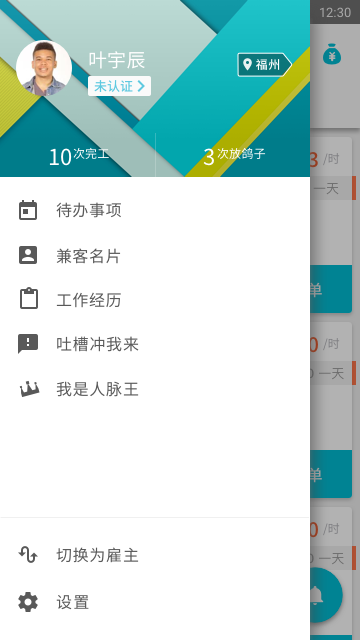 12:30
叶宇辰
未认证
福州
10次完工
3次放鸽子
待办事项
兼客名片
工作经历
吐槽冲我来
我是人脉王
切换为雇主
设置
3 /时
一天
单
0 /时
0 一天
单
0 /时
0 一天